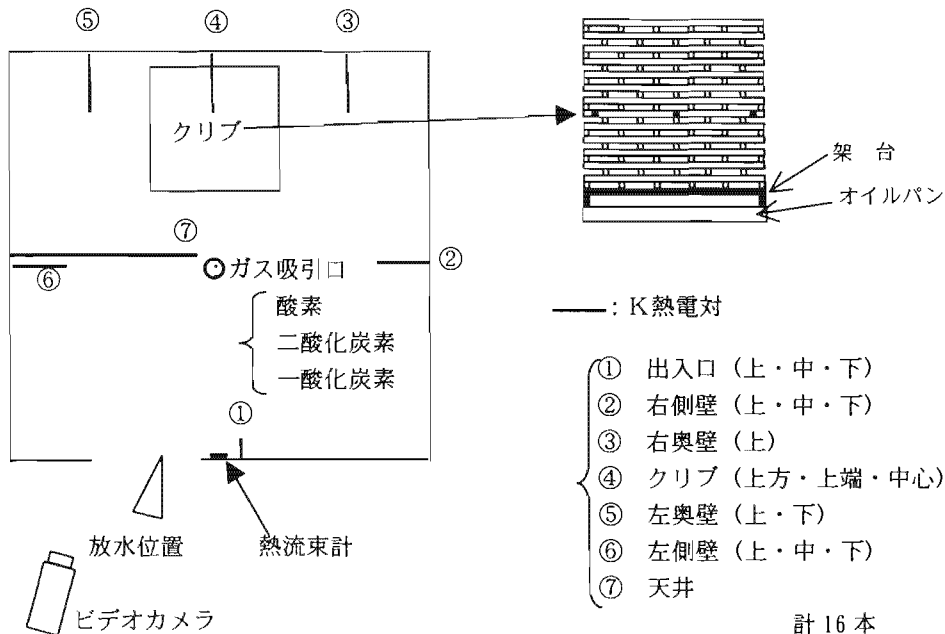 ⑤
④
③
クリブ
架 台
オイルパン
⑦
⑥
ガス吸引口
②
酸素
二酸化炭素
一酸化炭素
①
放水位置
熱流束計
ビデオカメラ
：K熱電対
① 出入口（上・中・下）
② 右側壁（上・中・下）
③ 右奥壁（上）
④ クリブ（上方・上端・中心）
⑤ 左奥壁（上・下）
⑥ 左側壁（上・中・下）
⑦ 天井
計16本